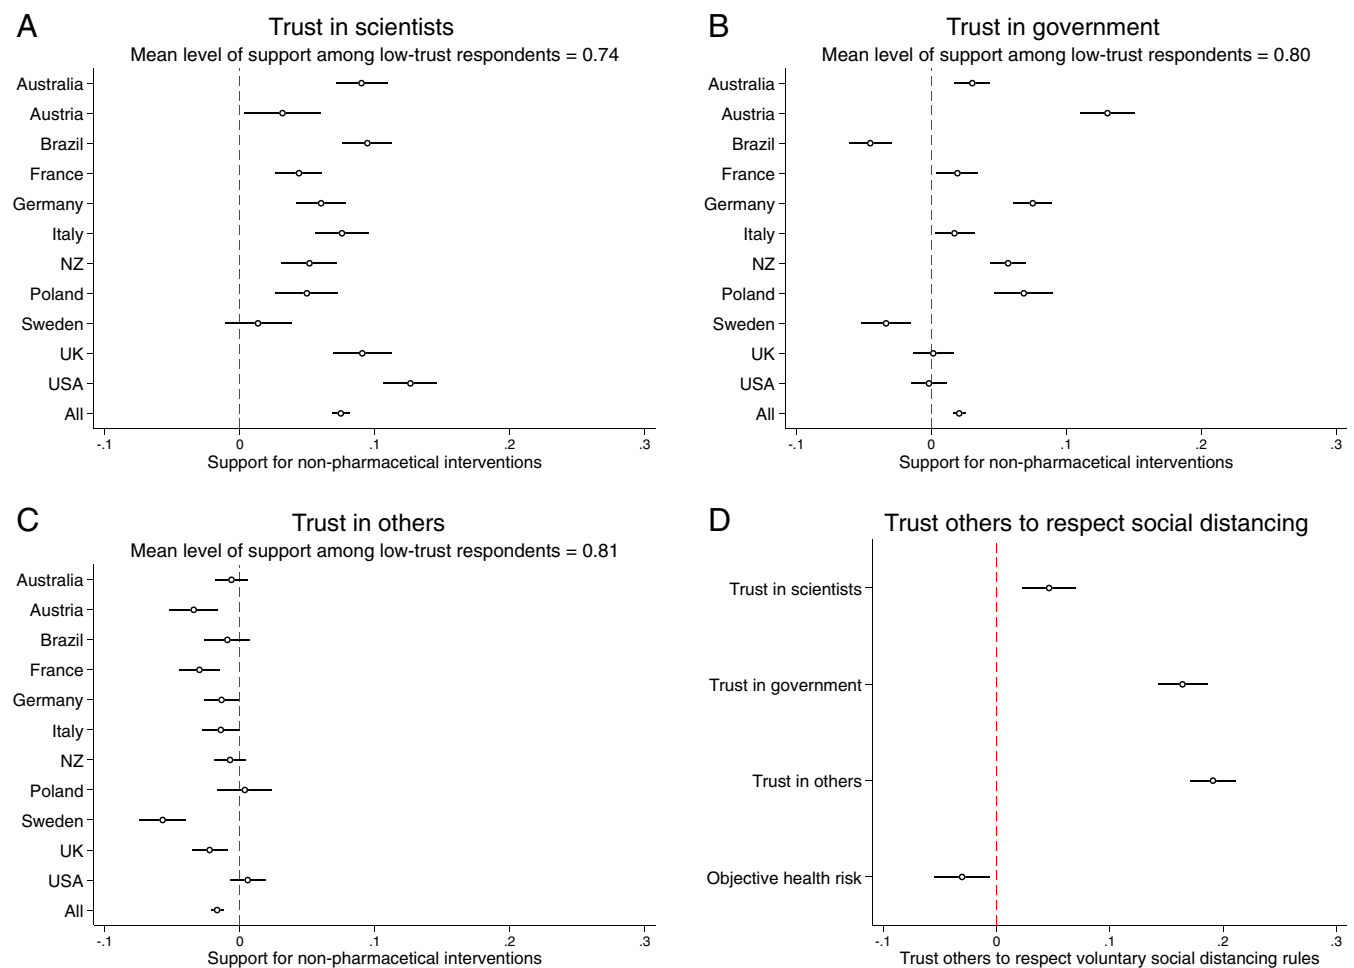 A
Trust in scientists
Mean level of support among low-trust respondents = 0.74
Australia
Austria
Brazil
France
Germany
Italy
NZ
Poland
Sweden
UK
USA
All
-.1 0 .1 .2 .3
Support for non-pharmacetical interventions
B
Trust in government
Mean level of support among low-trust respondents = 0.80
Australia
Austria
Brazil
France
Germany
Italy
NZ
Poland
Sweden
UK
USA
All
-.1 0 .1 .2 .3
Support for non-pharmacetical interventions
C
Trust in others
Mean level of support among low-trust respondents = 0.81
Australia
Austria
Brazil
France
Germany
Italy
NZ
Poland
Sweden
UK
USA
All
-.1 0 .1 .2 .3
Support for non-pharmacetical interventions
D
Trust others to respect social distancing
Trust in scientists
Trust in government
Trust in others
Objective health risk
-.1 0 .1 .2 .3
Trust others to respect voluntary social distancing rules